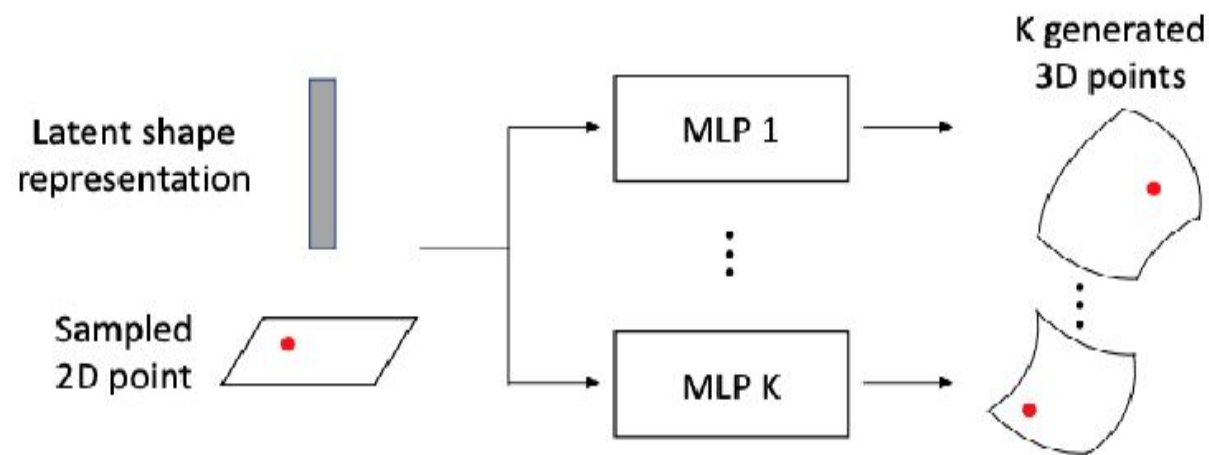 K generated
3D points
Latent shape
representation
MLP 1
Sampled
2D point
MLP K